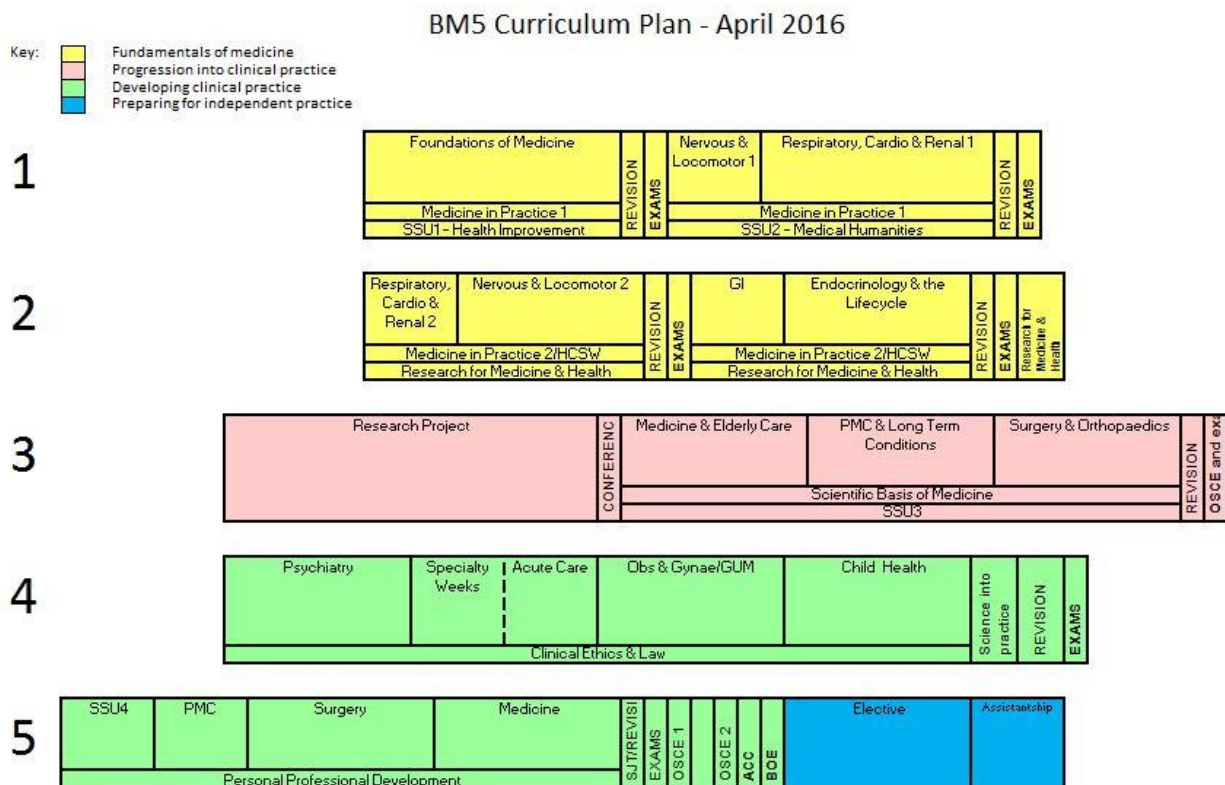 BM5 Curriculum Plan - April 2016
Key:
Fundamentals of medicine
Progression into clinical practice
Developing clinical practice
Preparing for independent practice
1
Foundations of Medicine
Medicine in Practice 1
SSU1 - Health Improvement
REVISION
EXAMS
Nervous &
Locomotor 1
Respiratory, Cardio & Renal 1
Medicine in Practice 1
SSU2 - Medical Humanities
REVISION
EXAMS
2
Respiratory,
Cardio &
Renal 2
Nervous & Locomotor 2
Medicine in Practice 2/HCSW
Research for Medicine & Health
REVISION
EXAMS
GI
Endocrinology & the
Lifecycle
Medicine in Practice 2/HCSW
Research for Medicine & Health
REVISION
EXAMS
Research for
Medicine &
Health
3
Research Project
CONFERENC
Medicine & Elderly Care
PMC & Long Term
Conditions
Surgery & Orthopaedics
Scientific Basis of Medicine
SSU3
REVISION
OSCE and exa
4
Psychiatry
Specialty
Weeks
Acute Care
Obs & Gynae/GUM
Child Health
Clinical Ethics & Law
Science into
practice
REVISION
EXAMS
5
SSU4
PMC
Surgery
Medicine
Personal Professional Development
SJT/REVISI
EXAMS
OSCE 1
OSCE 2
ACC
BOE
Elective
Assistantship